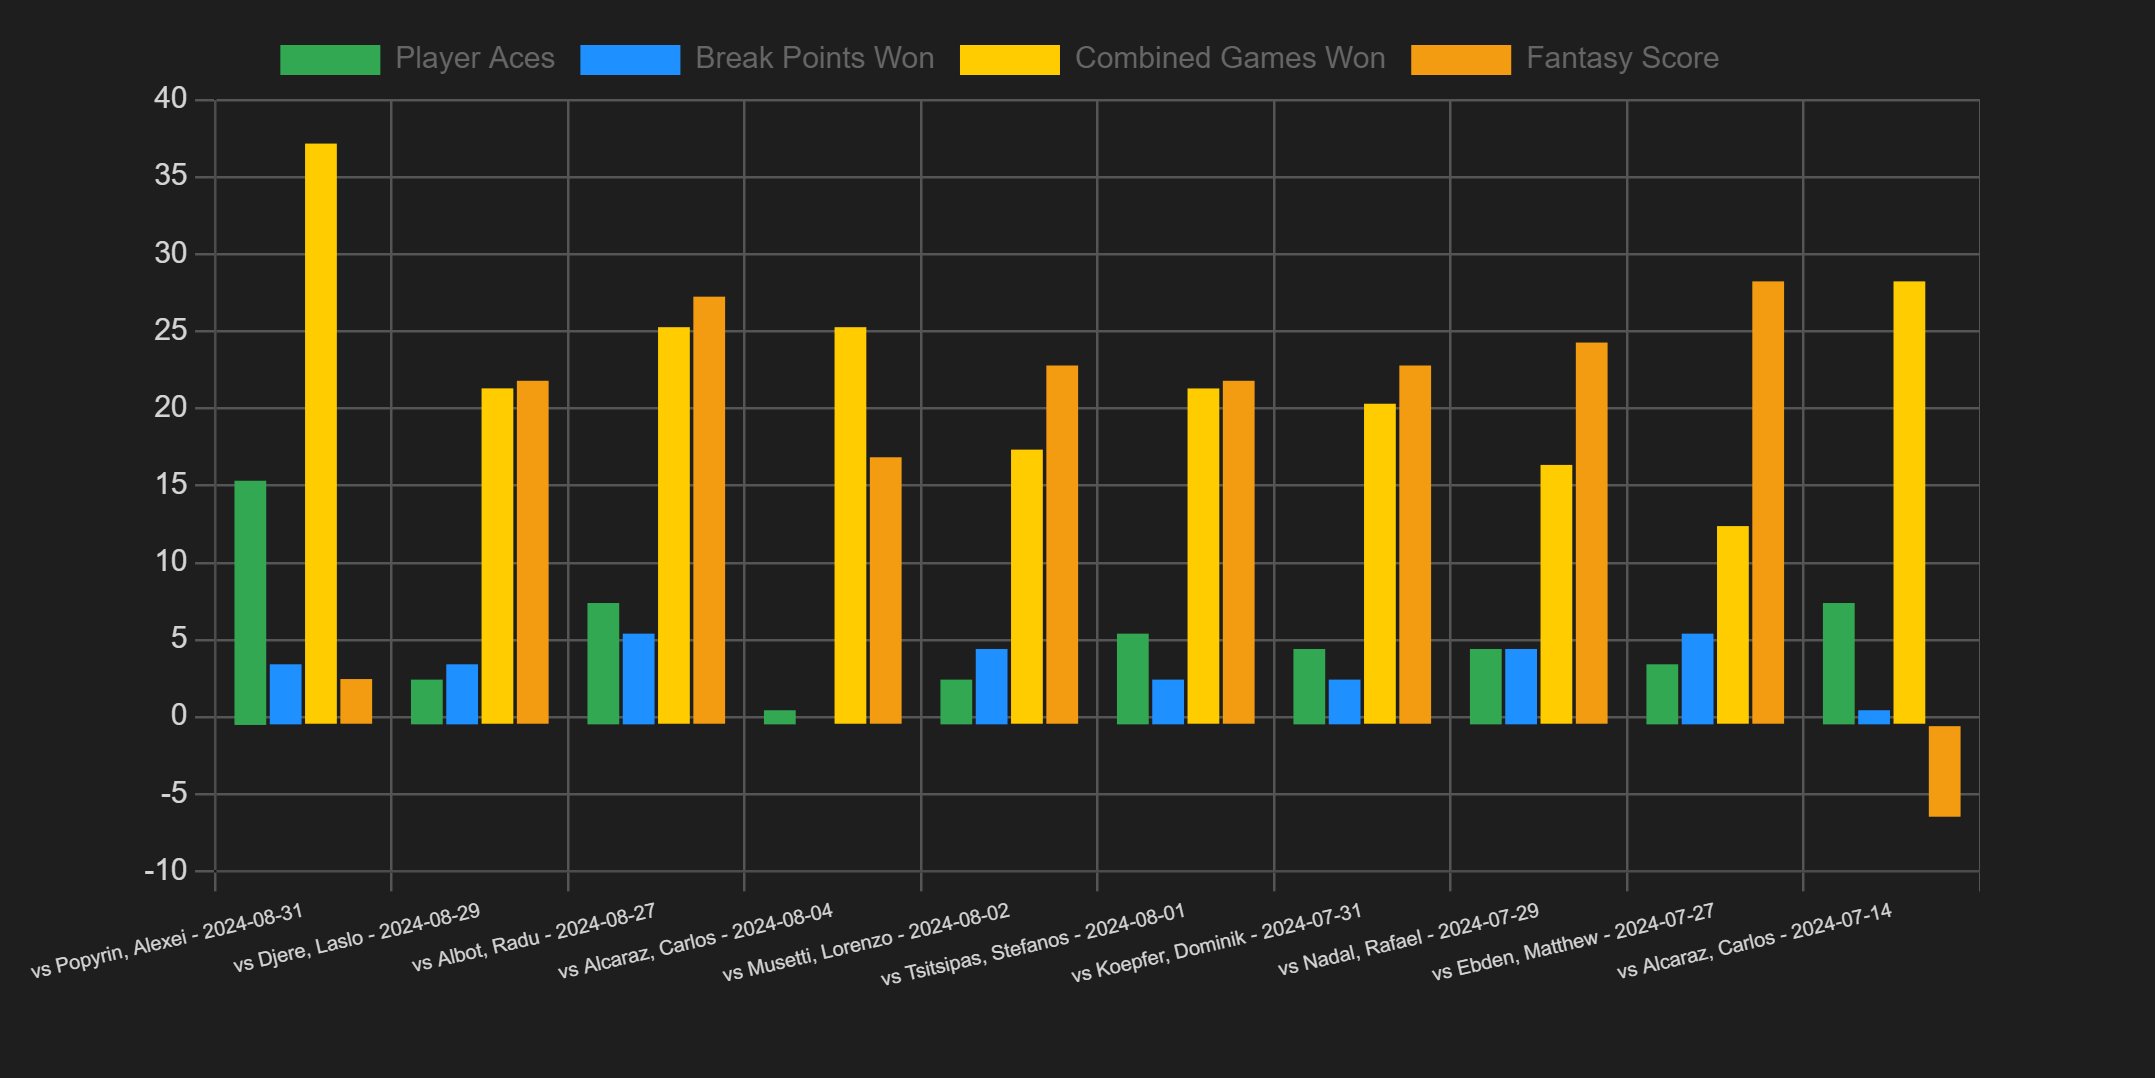 Player Aces Break Points Won Combined Games Won Fantasy Score
40
35
30
25
20
15
10
5
0
-5
-10
vs Popyrin, Alexei - 2024-08-31
vs Djere, Laslo - 2024-08-29
vs Albot, Radu - 2024-08-27
vs Alcaraz, Carlos - 2024-08-04
vs Musetti, Lorenzo - 2024-08-02
vs Tsitsipas, Stefanos - 2024-08-01
vs Koepfer, Dominik - 2024-07-31
vs Nadal, Rafael - 2024-07-29
vs Ebden, Matthew - 2024-07-27
vs Alcaraz, Carlos - 2024-07-14